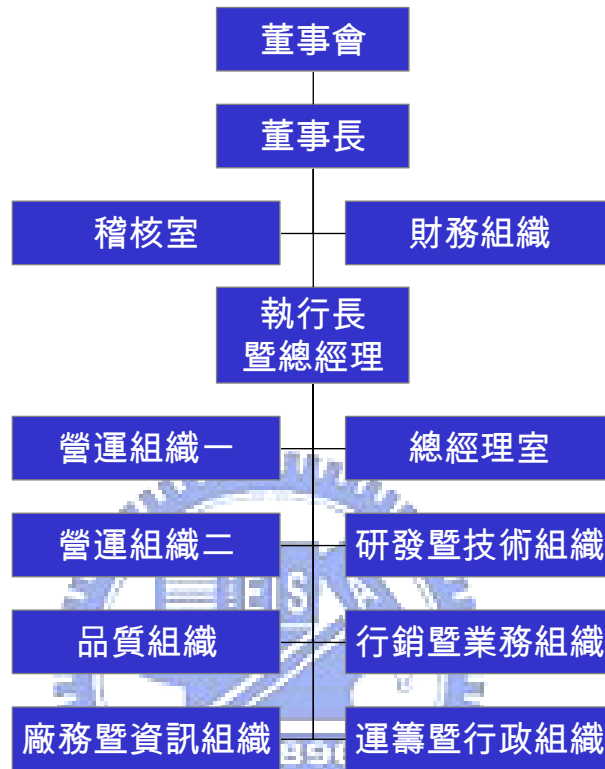 董事會
董事長
稽核室
財務組織
執行長
暨總經理
營運組織一
總經理室
營運組織二
研發暨技術組織
品質組織
行銷暨業務組織
廠務暨資訊組織
運籌暨行政組織